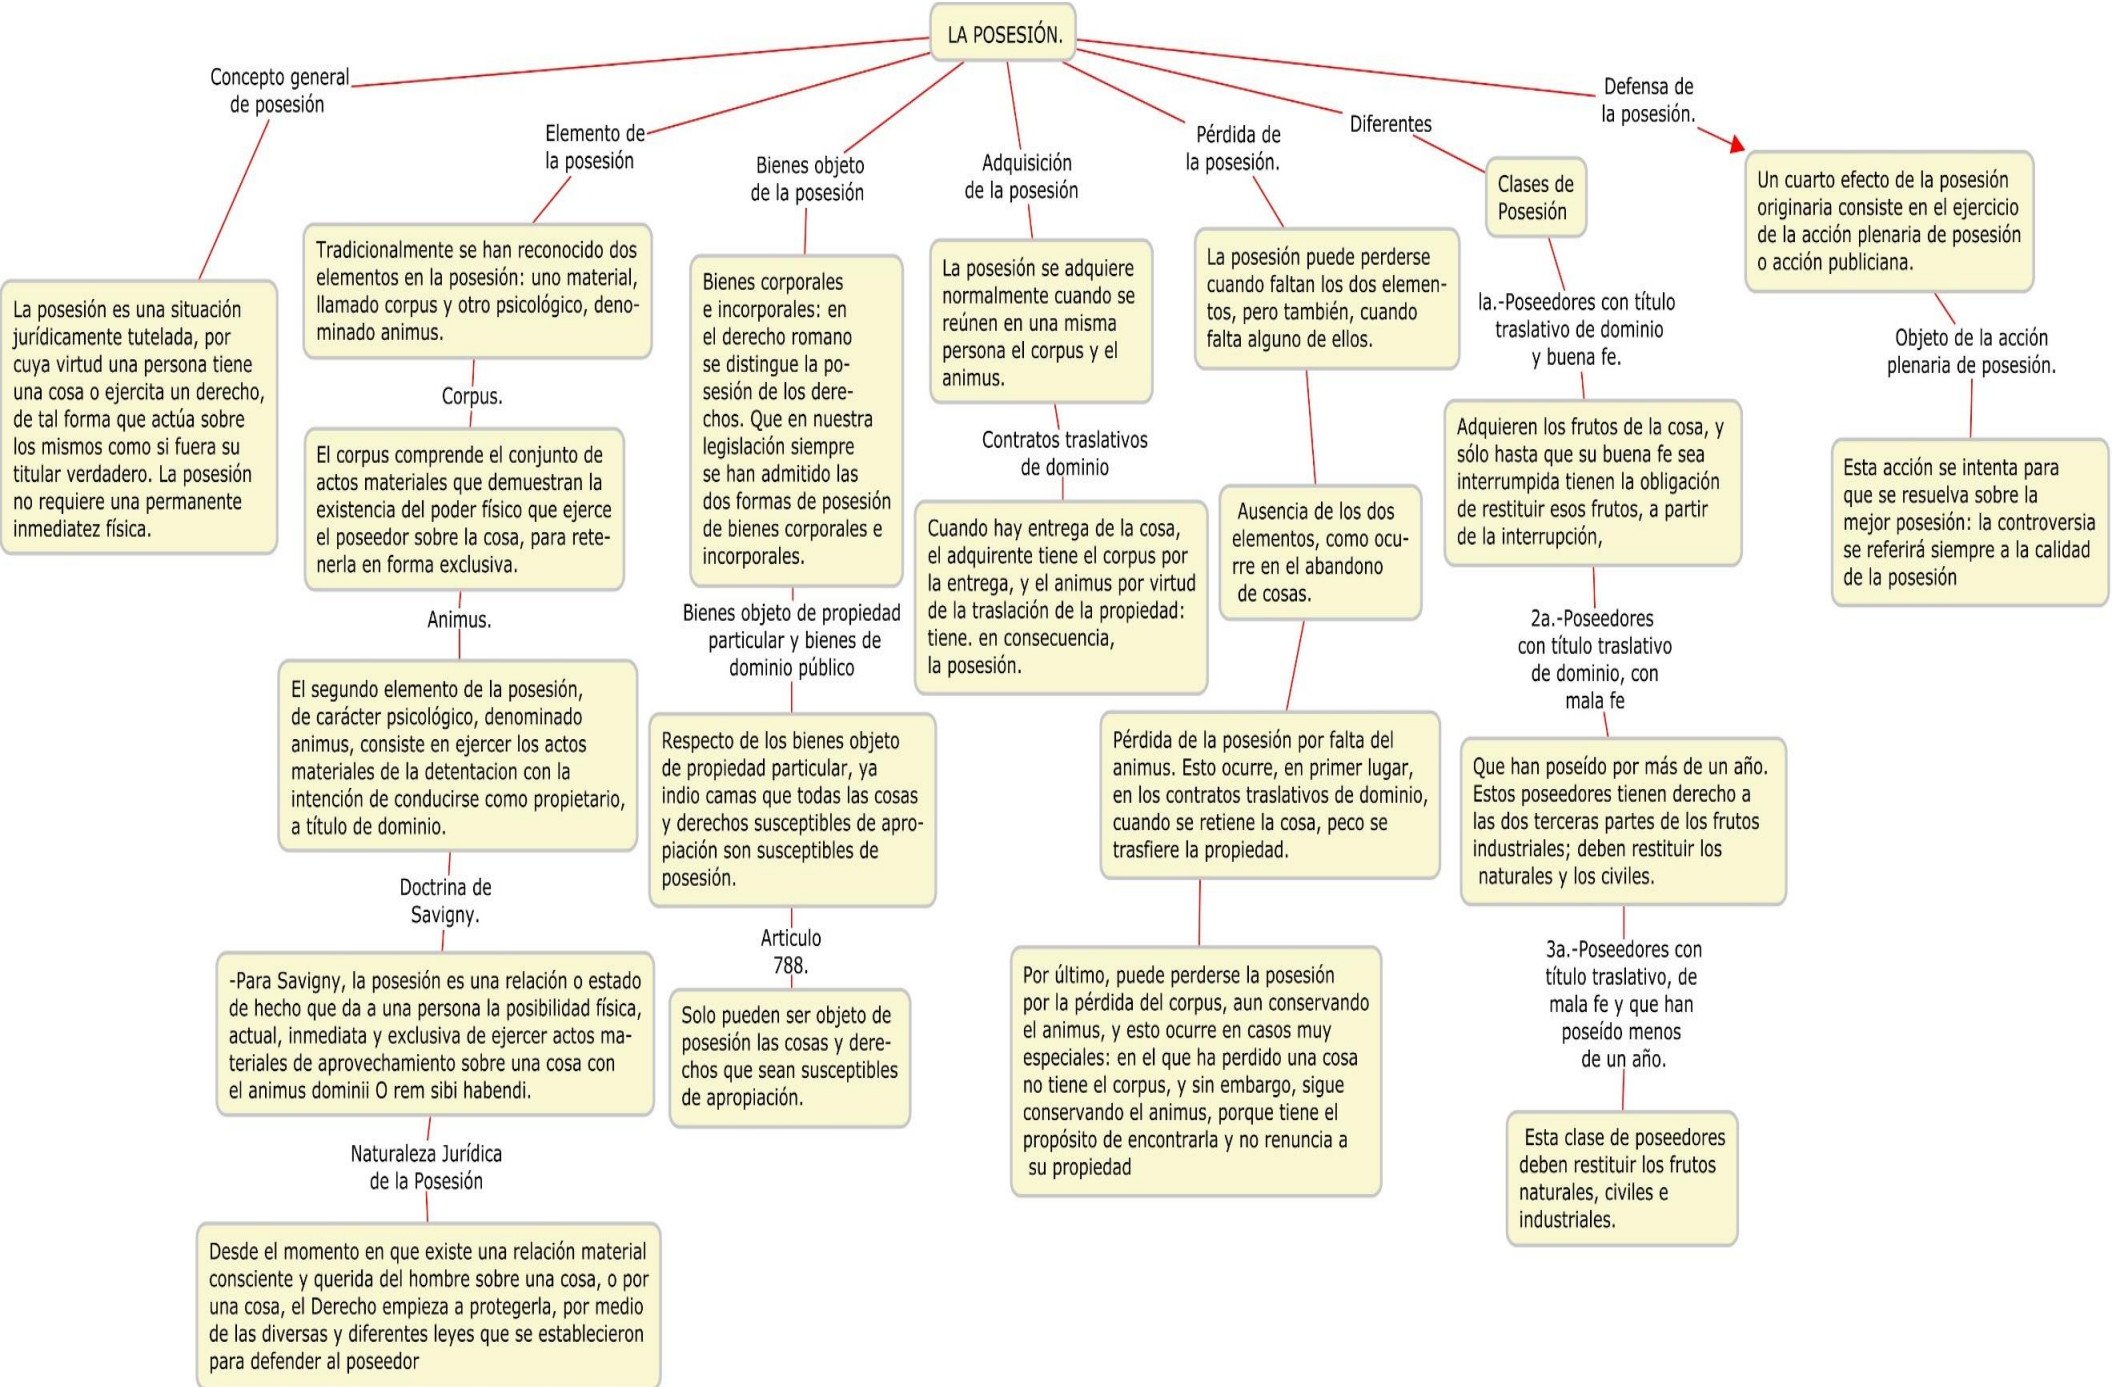 LA POSESIÓN.
Concepto general
de posesión
La posesión es una situación
jurídicamente tutelada, por
cuya virtud una persona tiene
una cosa o ejercita un derecho,
de tal forma que actúa sobre
los mismos como si fuera su
titular verdadero. La posesión
no requiere una permanente
inmediatez física.
Elemento de
la posesión
Tradicionalmente se han reconocido dos
elementos en la posesión: uno material,
llamado corpus y otro psicológico, deno-
minado animus.
Corpus.
El corpus comprende el conjunto de
actos materiales que demuestran la
existencia del poder físico que ejerce
el poseedor sobre la cosa, para rete-
nerla en forma exclusiva.
Animus.
El segundo elemento de la posesión,
de carácter psicológico, denominado
animus, consiste en ejercer los actos
materiales de la detentacion con la
intención de conducirse como propietario,
a título de dominio.
Doctrina de
Savigny.
-Para Savigny, la posesión es una relación o estado
de hecho que da a una persona la posibilidad física,
actual, inmediata y exclusiva de ejercer actos ma-
teriales de aprovechamiento sobre una cosa con
el animus dominii O rem sibi habendi.
Naturaleza Jurídica
de la Posesión
Desde el momento en que existe una relación material
consciente y querida del hombre sobre una cosa, o por
una cosa, el Derecho empieza a protegerla, por medio
de las diversas y diferentes leyes que se establecieron
para defender al poseedor
Bienes objeto
de la posesión
Bienes corporales
e incorporales: en
el derecho romano
se distingue la po-
sesión de los dere-
chos. Que en nuestra
legislación siempre
se han admitido las
dos formas de posesión
de bienes corporales e
incorporales.
Bienes objeto de propiedad
particular y bienes de
dominio público
Respecto de los bienes objeto
de propiedad particular, ya
indio camas que todas las cosas
y derechos susceptibles de apro-
piación son susceptibles de
posesión.
Articulo
788.
Solo pueden ser objeto de
posesión las cosas y dere-
chos que sean susceptibles
de apropiación.
Adquisición
de la posesión
La posesión se adquiere
normalmente cuando se
reúnen en una misma
persona el corpus y el
animus.
Contratos traslativos
de dominio
Cuando hay entrega de la cosa,
el adquirente tiene el corpus por
la entrega, y el animus por virtud
de la traslación de la propiedad:
tiene. en consecuencia,
la posesión.
Pérdida de
la posesión.
La posesión puede perderse
cuando faltan los dos elemen-
tos, pero también, cuando
falta alguno de ellos.
Ausencia de los dos
elementos, como ocu-
rre en el abandono
de cosas.
Pérdida de la posesión por falta del
animus. Esto ocurre, en primer lugar,
en los contratos traslativos de dominio,
cuando se retiene la cosa, peco se
trasfiere la propiedad.
Por último, puede perderse la posesión
por la pérdida del corpus, aun conservando
el animus, y esto ocurre en casos muy
especiales: en el que ha perdido una cosa
no tiene el corpus, y sin embargo, sigue
conservando el animus, porque tiene el
propósito de encontrarla y no renuncia a
su propiedad
Diferentes
Clases de
Posesión
la.-Poseedores con título
traslativo de dominio
y buena fe.
Adquieren los frutos de la cosa, y
sólo hasta que su buena fe sea
interrumpida tienen la obligación
de restituir esos frutos, a partir
de la interrupción,
2a.-Poseedores
con título traslativo
de dominio, con
mala fe
Que han poseído por más de un año.
Estos poseedores tienen derecho a
las dos terceras partes de los frutos
industriales; deben restituir los
naturales y los civiles.
3a.-Poseedores con
título traslativo, de
mala fe y que han
poseído menos
de un año.
Esta clase de poseedores
deben restituir los frutos
naturales, civiles e
industriales.
Defensa de
la posesión.
Un cuarto efecto de la posesión
originaria consiste en el ejercicio
de la acción plenaria de posesión
o acción publiciana.
Objeto de la acción
plenaria de posesión.
Esta acción se intenta para
que se resuelva sobre la
mejor posesión: la controversia
se referirá siempre a la calidad
de la posesión